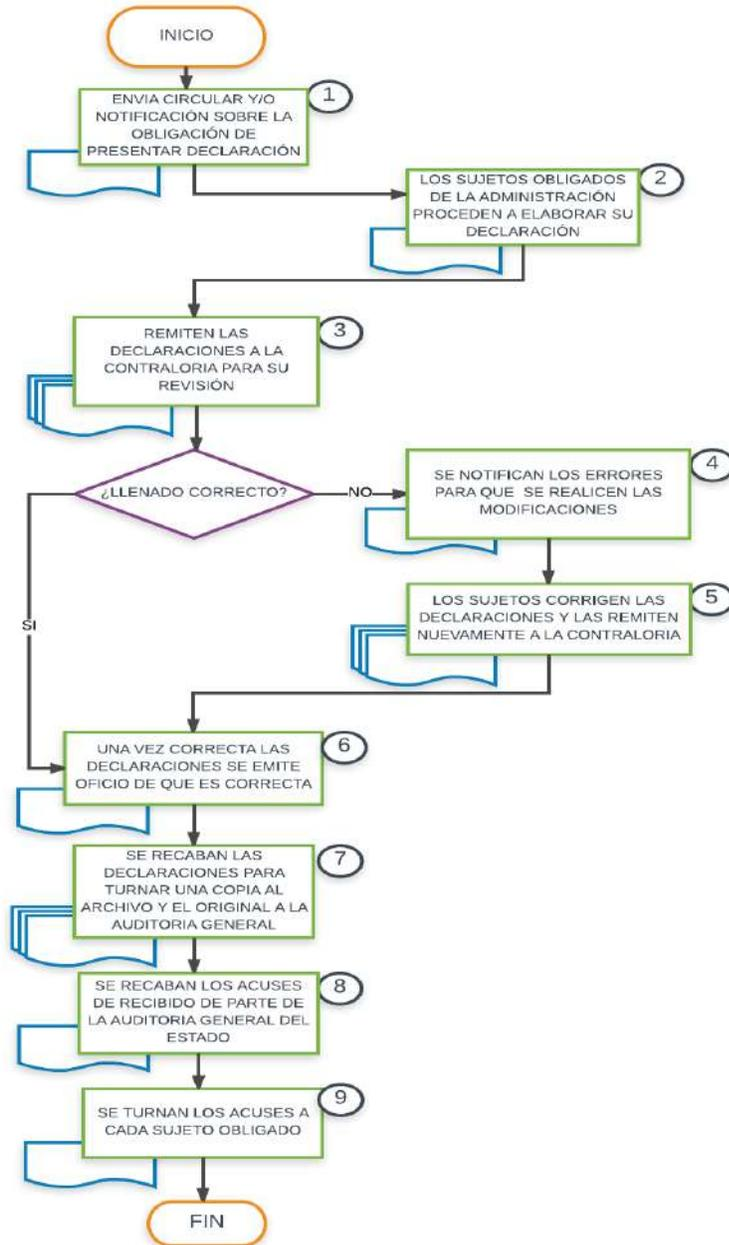 INICIO
1
ENVIA CIRCULAR Y/O
NOTIFICACIÓN SOBRE LA
OBLIGACIÓN DE
PRESENTAR DECLARACIÓN
2
LOS SUJETOS OBLIGADOS
DE LA ADMINISTRACIÓN
PROCEDEN A ELABORAR SU
DECLARACIÓN
3
REMITEN LAS
DECLARACIONES A LA
CONTRALORIA PARA SU
REVISIÓN
¿LLENADO CORRECTO?
NO
4
SE NOTIFICAN LOS ERRORES
PARA QUE SE REALICEN LAS
MODIFICACIONES
5
LOS SUJETOS CORRIGEN LAS
DECLARACIONES Y LAS REMITEN
NUEVAMENTE A LA CONTRALORIA
SI
6
UNA VEZ CORRECTA LAS
DECLARACIONES SE EMITE
OFICIO DE QUE ES CORRECTA
7
SE RECABAN LAS
DECLARACIONES PARA
TURNAR UNA COPIA AL
ARCHIVO Y EL ORIGINAL A LA
AUDITORIA GENERAL
8
SE RECABAN LOS ACUSES
DE RECIBIDO DE PARTE DE
LA AUDITORIA GENERAL DEL
ESTADO
9
SE TURNAN LOS ACUSES A
CADA SUJETO OBLIGADO
FIN